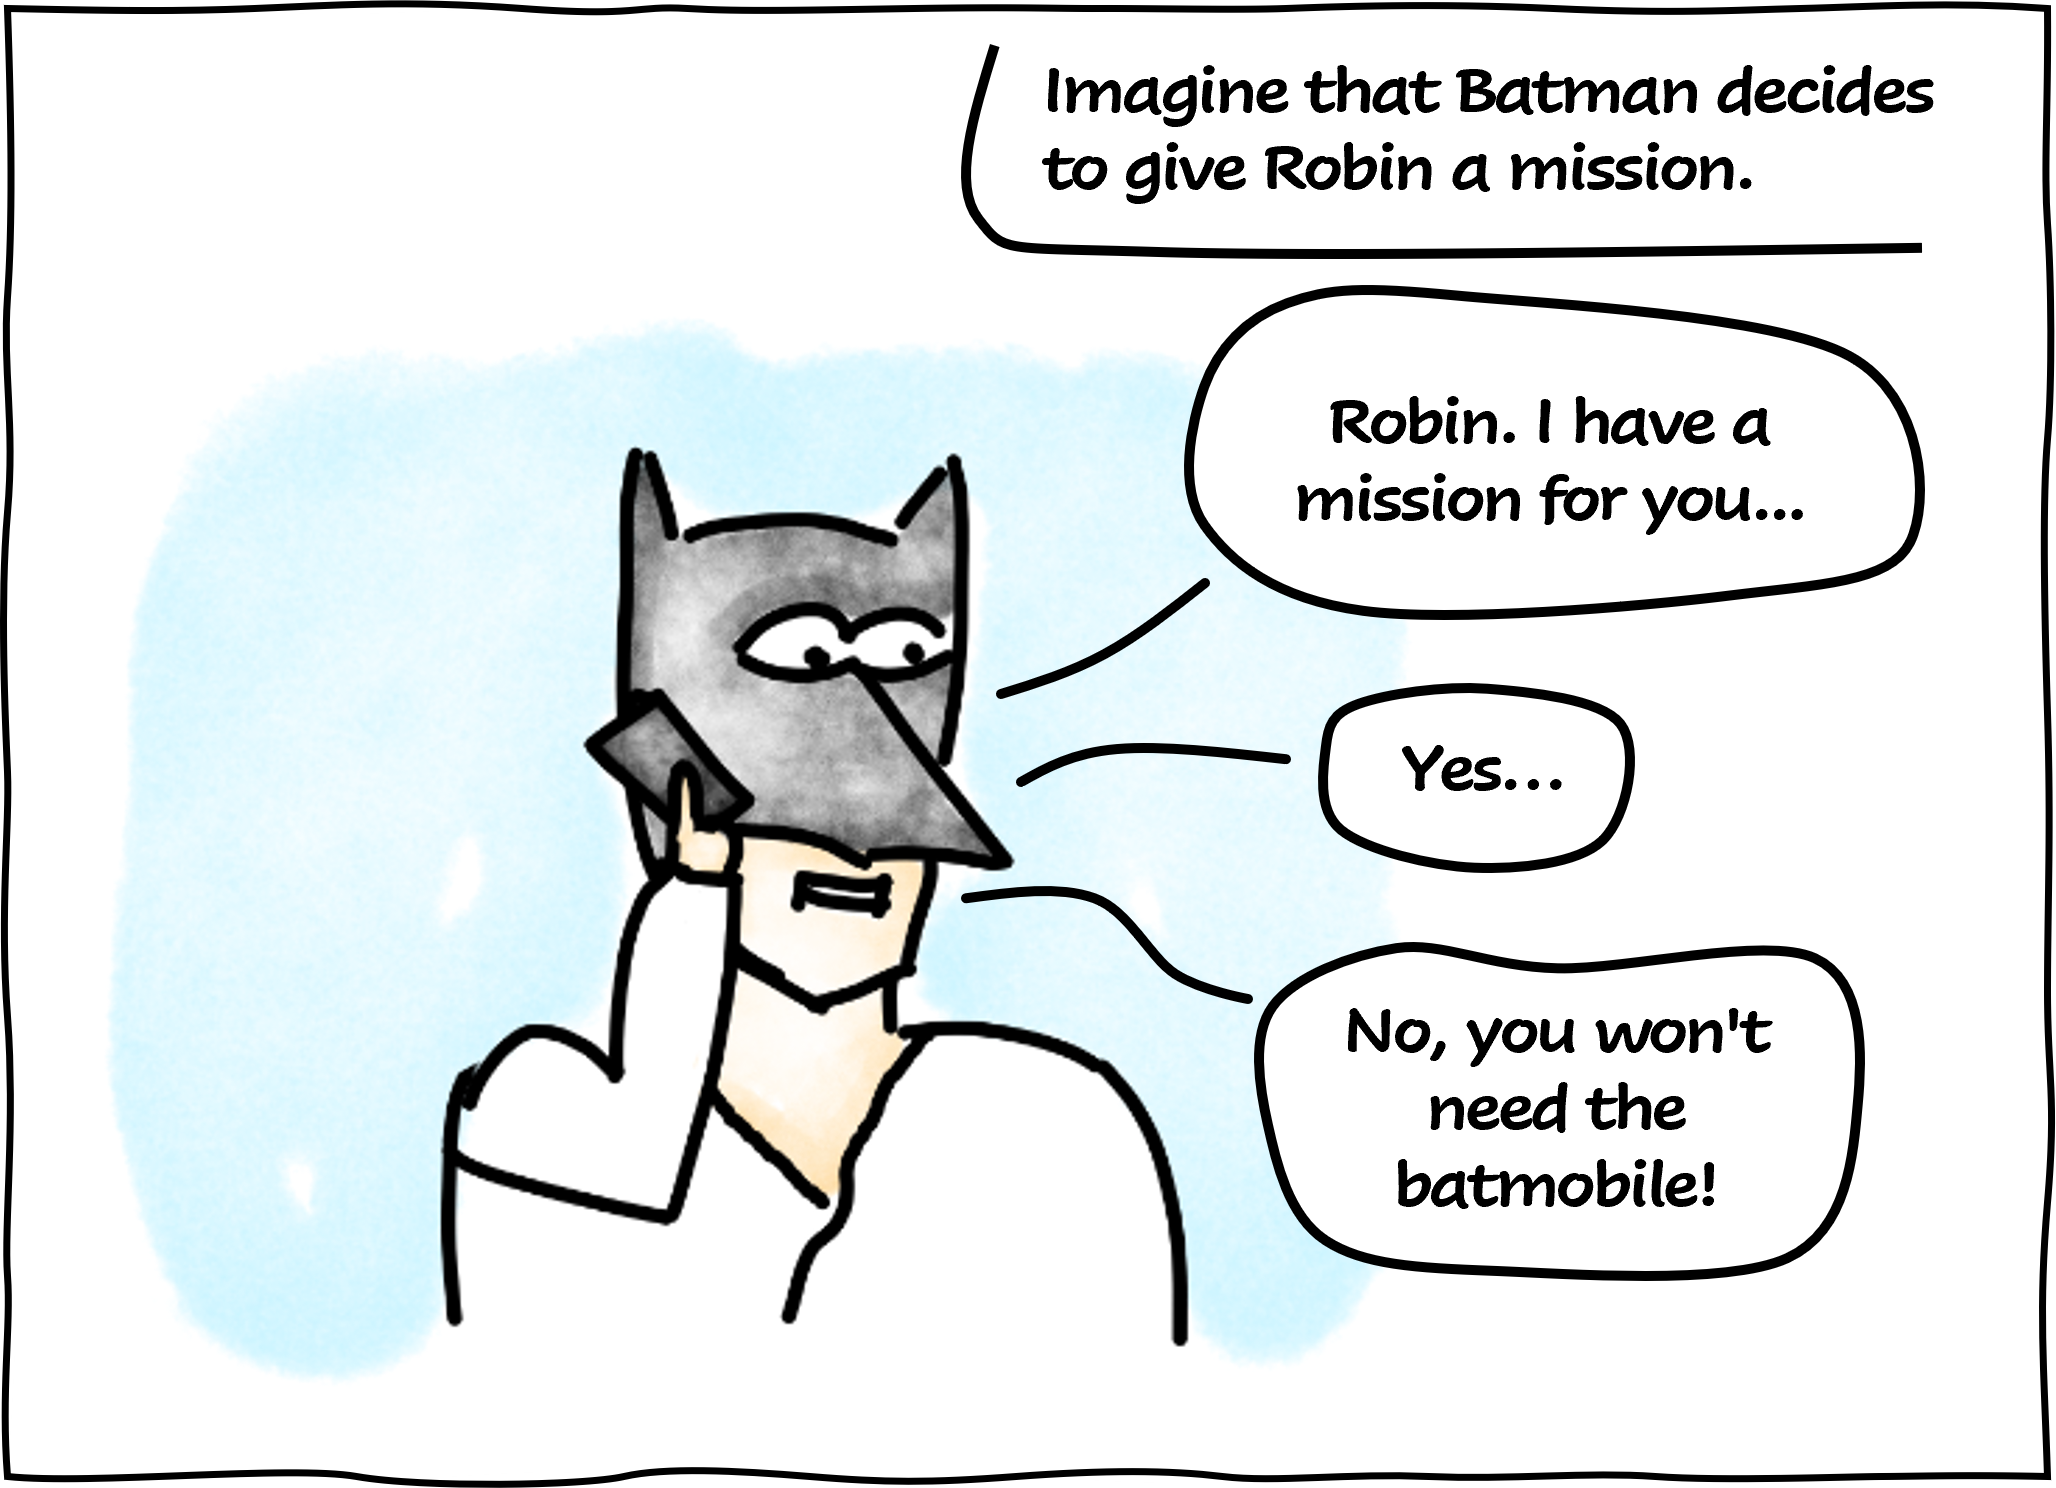 Imagine that Batman decides
to give Robin a mission.
Robin. I have a
mission for you...
Yes...
No, you won't
need the
batmobile!